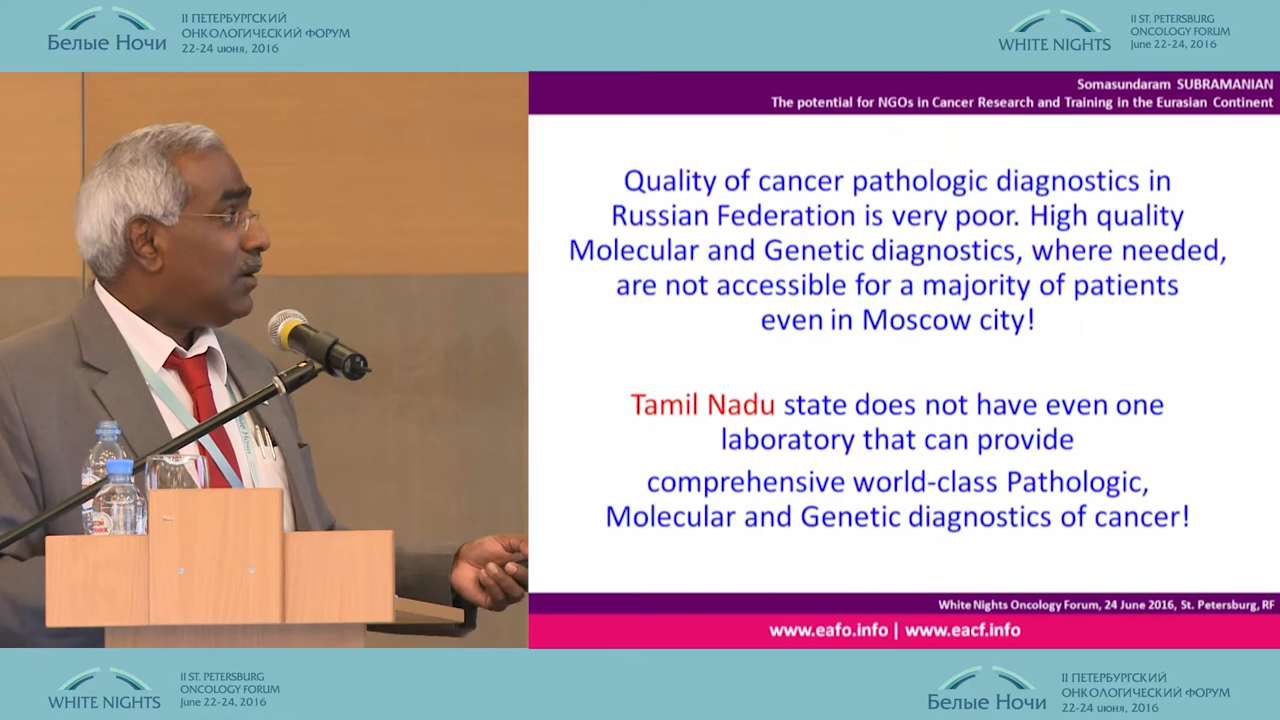 Белые Ночи
II ПЕТЕРБУРГСКИЙ
ОНКОЛОГИЧЕСКИЙ ФОРУМ
22-24 июня, 2016
WHITE NIGHTS
II ST. PETERSBURG
ONCOLOGY FORUM
June 22-24, 2016
Somasundaram SUBRAMANIAN
The potential for NGOs in Cancer Research and Training in the Eurasian Continent
Quality of cancer pathologic diagnostics in
Russian Federation is very poor. High quality
Molecular and Genetic diagnostics, where needed,
are not accessible for a majority of patients
even in Moscow city!
Tamil Nadu state does not have even one
laboratory that can provide
comprehensive world-class Pathologic,
Molecular and Genetic diagnostics of cancer!
White Nights Oncology Forum, 24 June 2016, St. Petersburg, RF
www.eafo.info | www.eacf.info
WHITE NIGHTS
II ST. PETERSBURG
ONCOLOGY FORUM
June 22-24, 2016
Белые Ночи
II ПЕТЕРБУРГСКИЙ
ОНКОЛОГИЧЕСКИЙ ФОРУМ
22-24 июня, 2016